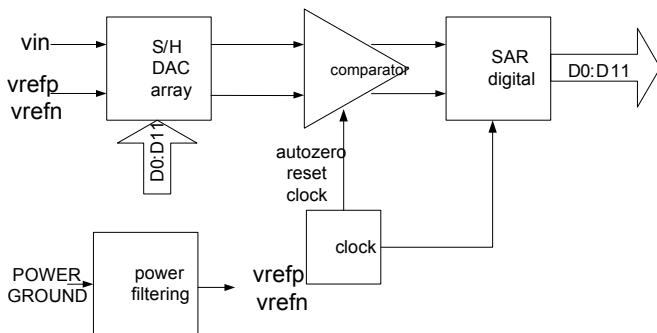 vin
vrefp
vrefn
S/H
DAC
array
comparator
SAR
digital
D0:D11
D0:D11
autozero
reset
clock
clock
POWER
GROUND
power
filtering
vrefp
vrefn